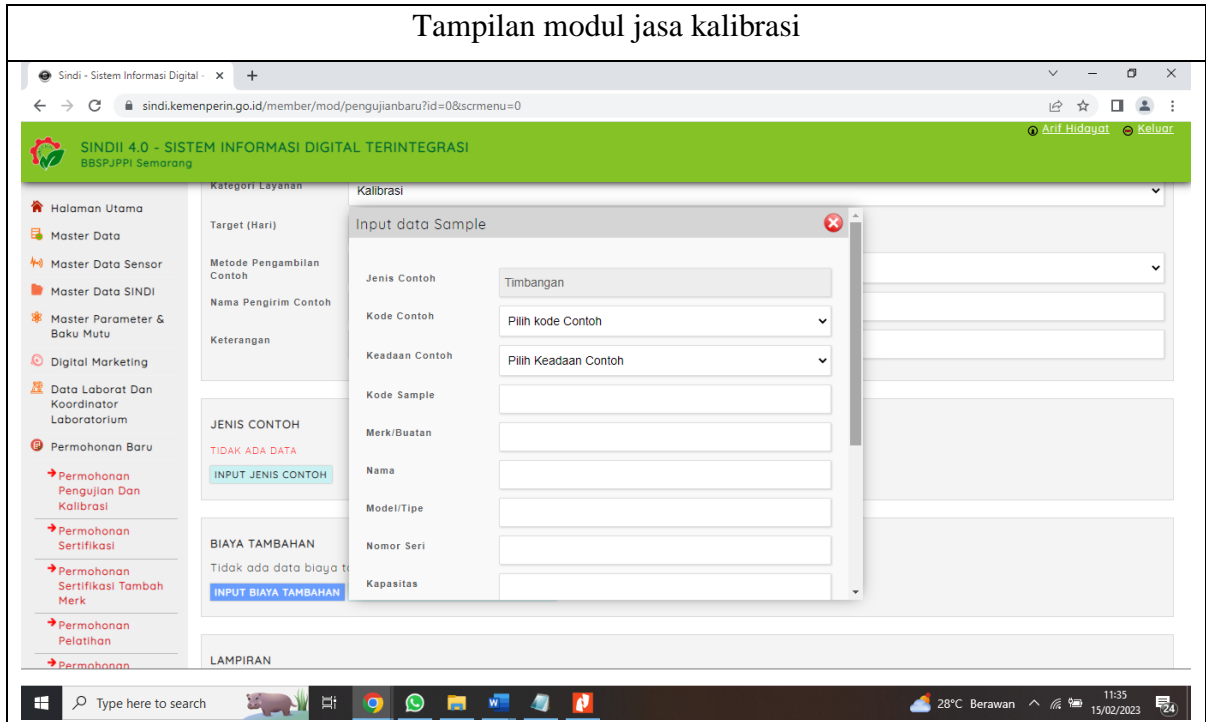 Tampilan modul jasa kalibrasi
Sindi - Sistem Informasi Digital -
sindi.kemenperin.go.id/member/mod/pengujianbaru?id=0&scrmenu=0
Arif Hidayat Keluar
SINDII 4.0 - SISTEM INFORMASI DIGITAL TERINTEGRASI
BBSPJPPI Semarang
Halaman Utama
Master Data
Master Data Sensor
Master Data SINDI
Master Parameter &
Baku Mutu
Digital Marketing
Data Laborat Dan
Koordinator
Laboratorium
Permohonan Baru
Permohonan
Pengujian Dan
Kalibrasi
Permohonan
Sertifikasi
Permohonan
Sertifikasi Tambah
Merk
Permohonan
Pelatihan
Permohonan
Kategori Layanan
Kalibrasi
Target (Hari)
Metode Pengambilan
Contoh
Nama Pengirim Contoh
Keterangan
JENIS CONTOH
TIDAK ADA DATA
INPUT JENIS CONTOH
BIAYA TAMBAHAN
Tidak ada data biaya
INPUT BIAYA TAMBAHAN
LAMPIRAN
Input data Sample
Jenis Contoh
Timbangan
Kode Contoh
Pilih kode Contoh
Keadaan Contoh
Pilih Keadaan Contoh
Kode Sample
Merk/Buatan
Nama
Model/Tipe
Nomor Seri
Kapasitas
Type here to search
28°C Berawan
11:35
15/02/2023
24